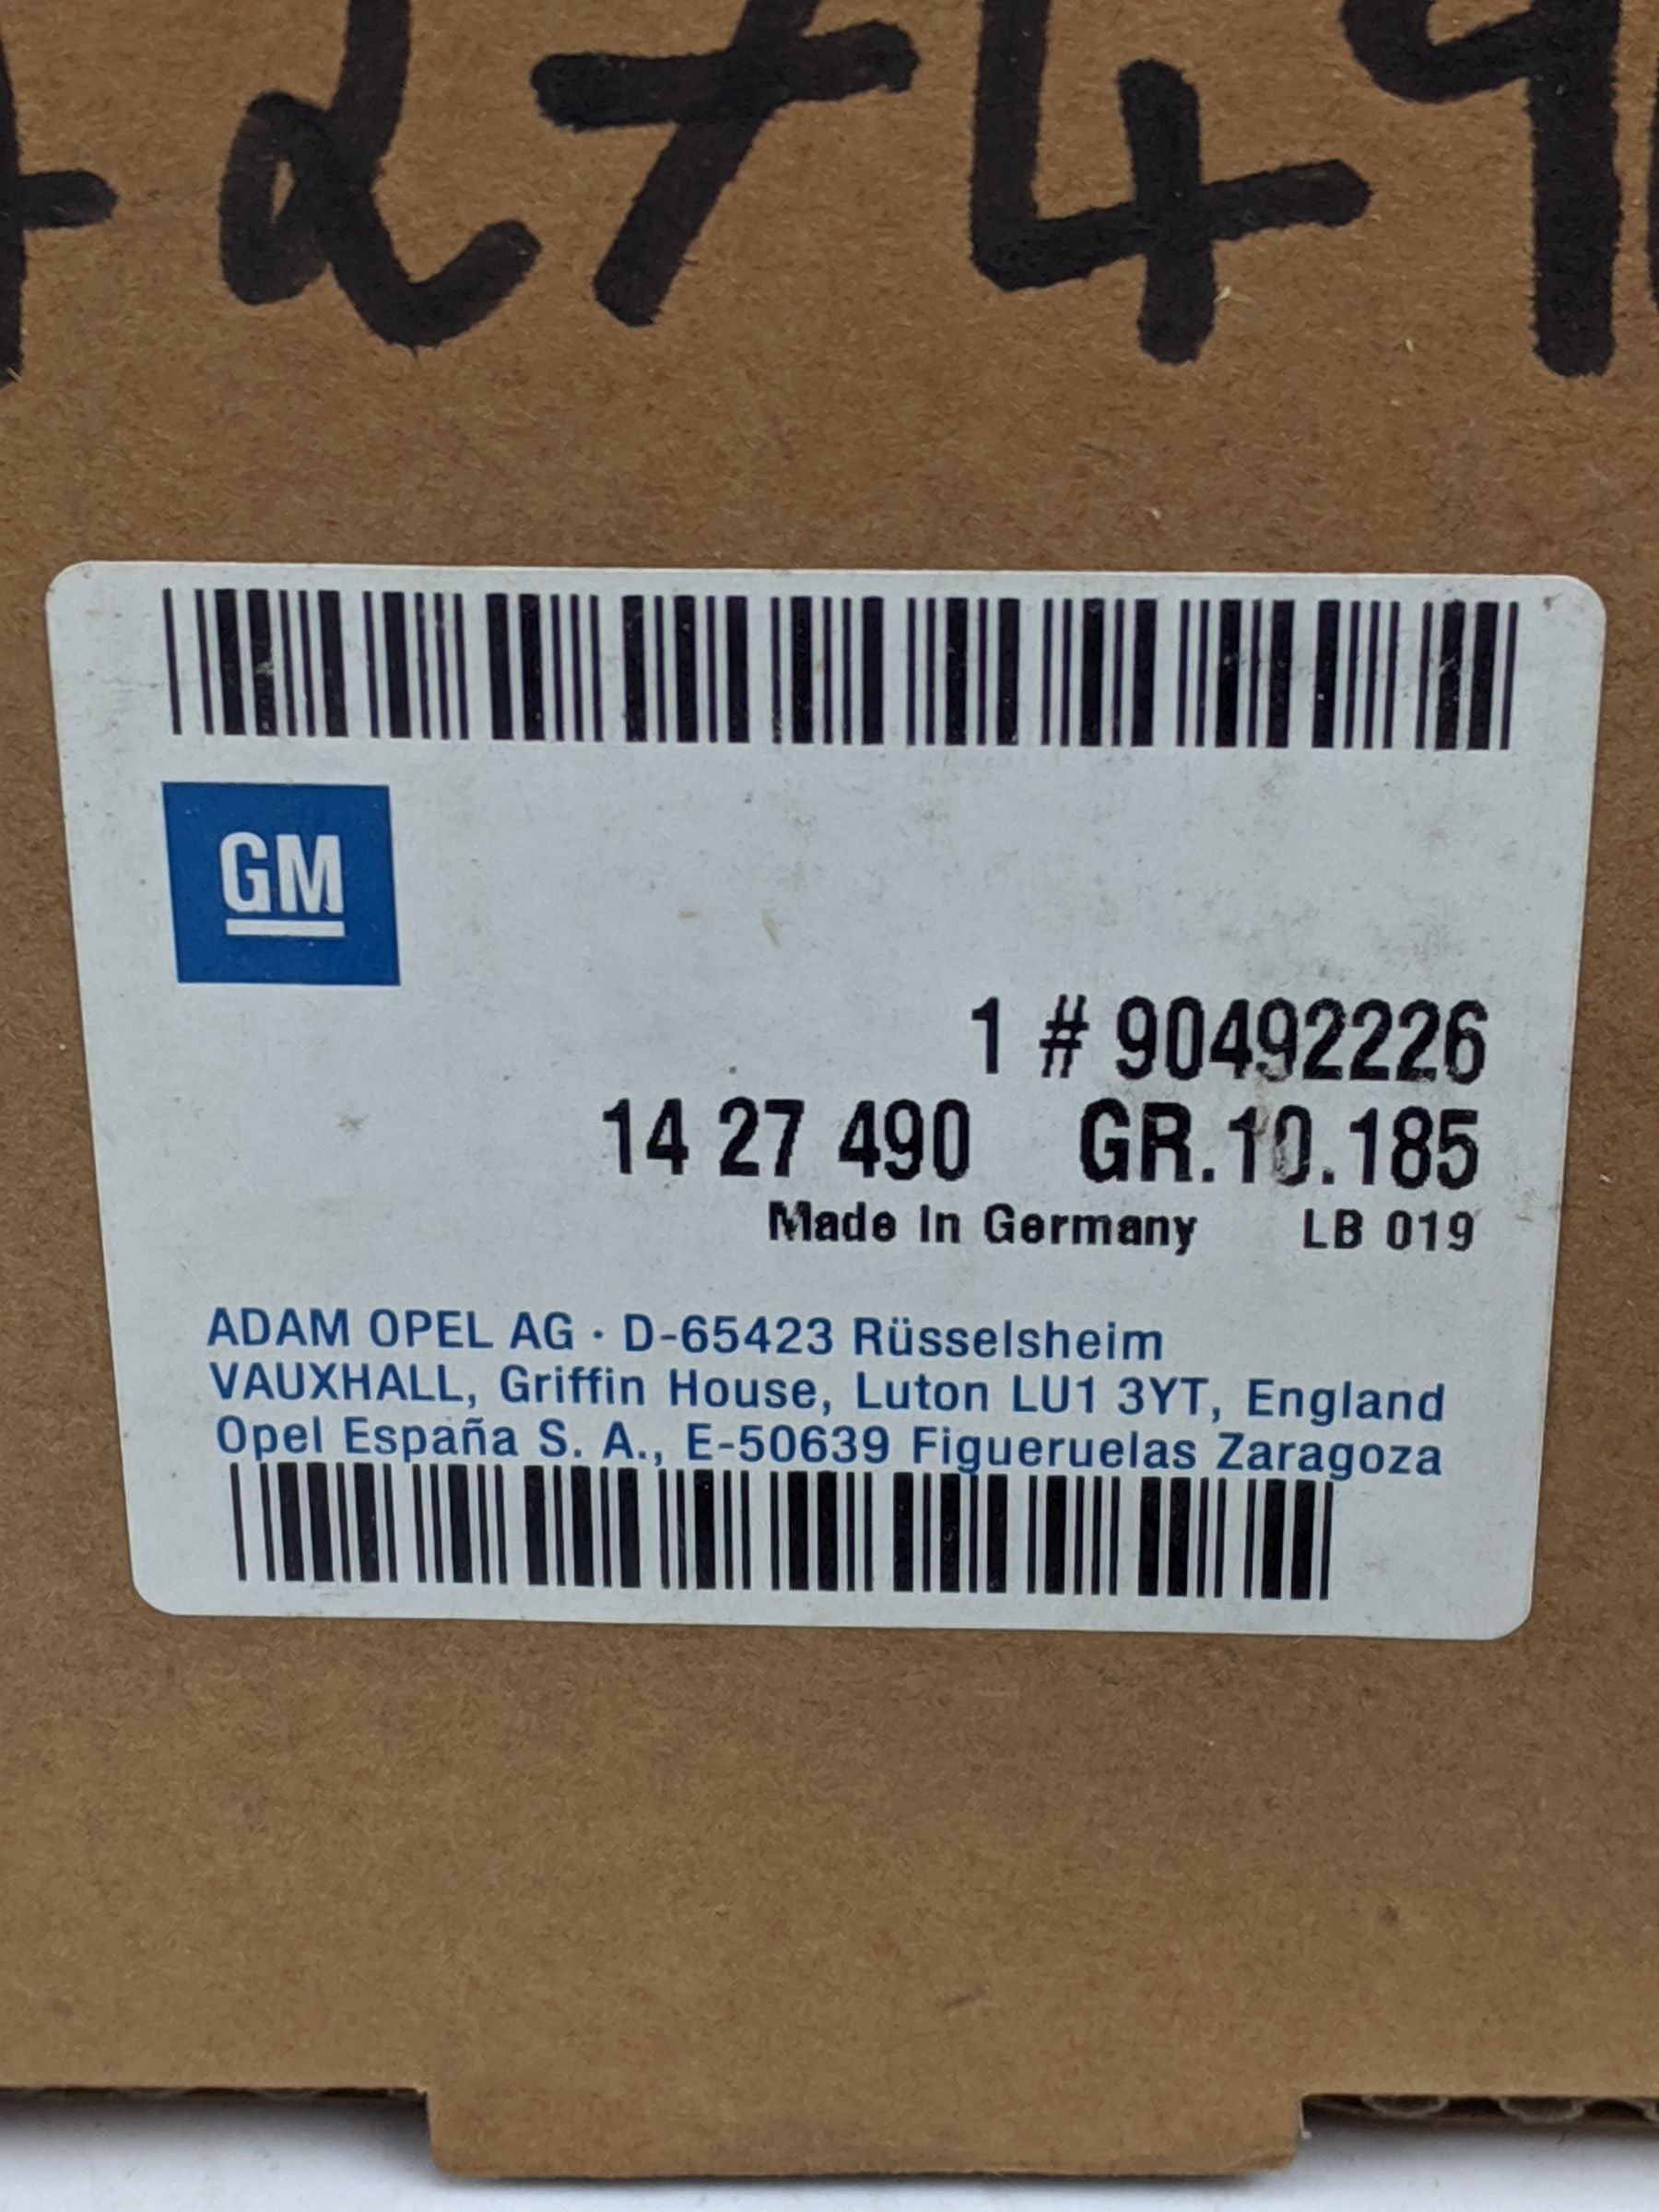 GM
1 # 90492226
14 27 490 GR.10.185
Made in Germany LB 019
ADAM OPEL AG · D-65423 Rüsselsheim
VAUXHALL, Griffin House, Luton LU1 3YT, England
Opel España S. A., E-50639 Figueruelas Zaragoza